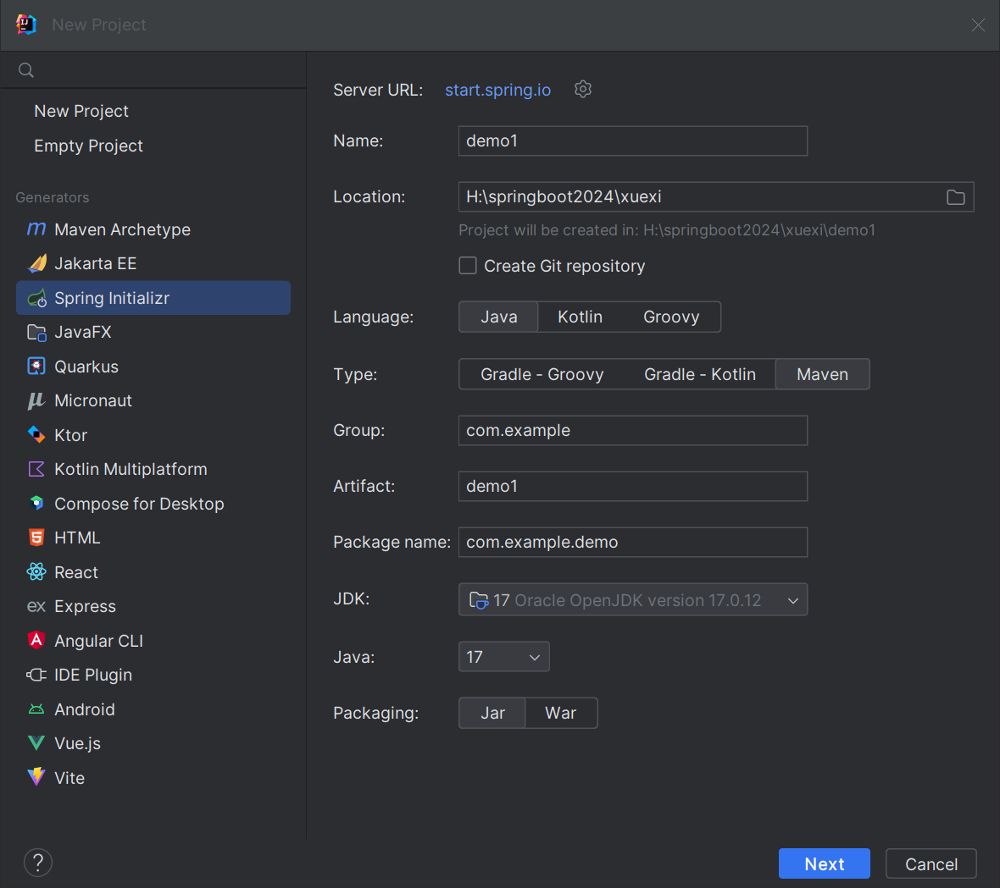 New Project
New Project
Empty Project
Generators
Maven Archetype
Jakarta EE
Spring Initializr
JavaFX
Quarkus
Micronaut
Ktor
Kotlin Multiplatform
Compose for Desktop
HTML
React
Express
Angular CLI
IDE Plugin
Android
Vue.js
Vite
?
Server URL: start.spring.io
Name: demo1
Location: H:\springboot2024\xuexi
Project will be created in: H:\springboot2024\xuexi\demo1
Create Git repository
Language: Java Kotlin Groovy
Type: Gradle - Groovy Gradle - Kotlin Maven
Group: com.example
Artifact: demo1
Package name: com.example.demo
JDK: 17 Oracle OpenJDK version 17.0.12
Java: 17
Packaging: Jar War
Next Cancel